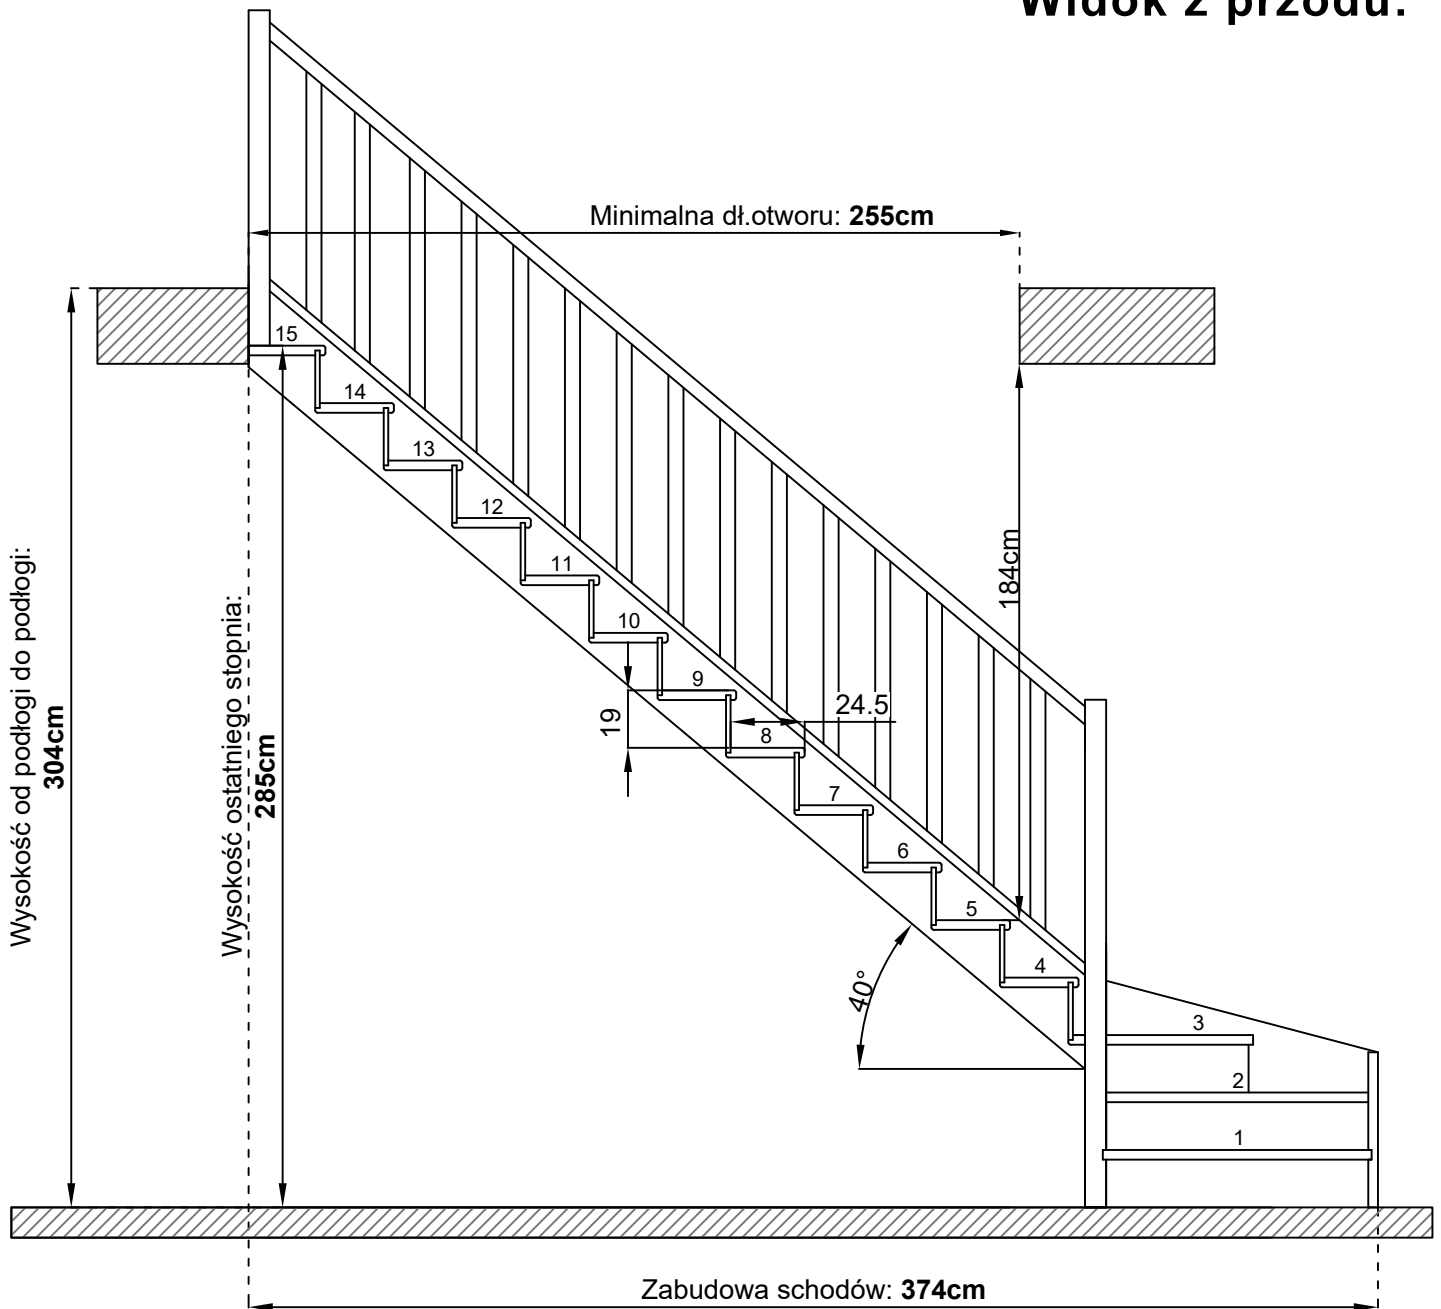 Widok z przodu:
Minimalna dł.otworu: 255cm
15
14
13
12
11
10
9
8
7
6
5
4
3
2
1
24.5
19
184cm
40°
Wysokość od podłogi do podłogi:
304cm
Wysokość ostatniego stopnia:
285cm
Zabudowa schodów: 374cm